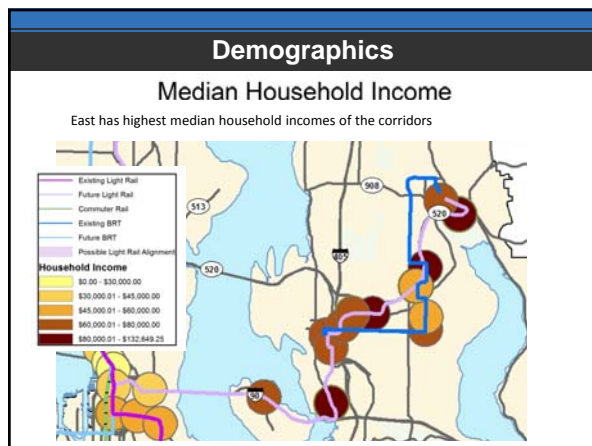 Demographics
Median Household Income
East has highest median household incomes of the corridors
Existing Light Rail
Future Light Rail
Commuter Rail
Existing BRT
Future BRT
Possible Light Rail Alignment
Household Income
$0.00 - $30,000.00
$30,000.01 - $45,000.00
$45,000.01 - $60,000.00
$60,000.01 - $80,000.00
$80,000.01 - $132,649.25
908
513
520
520
405
90